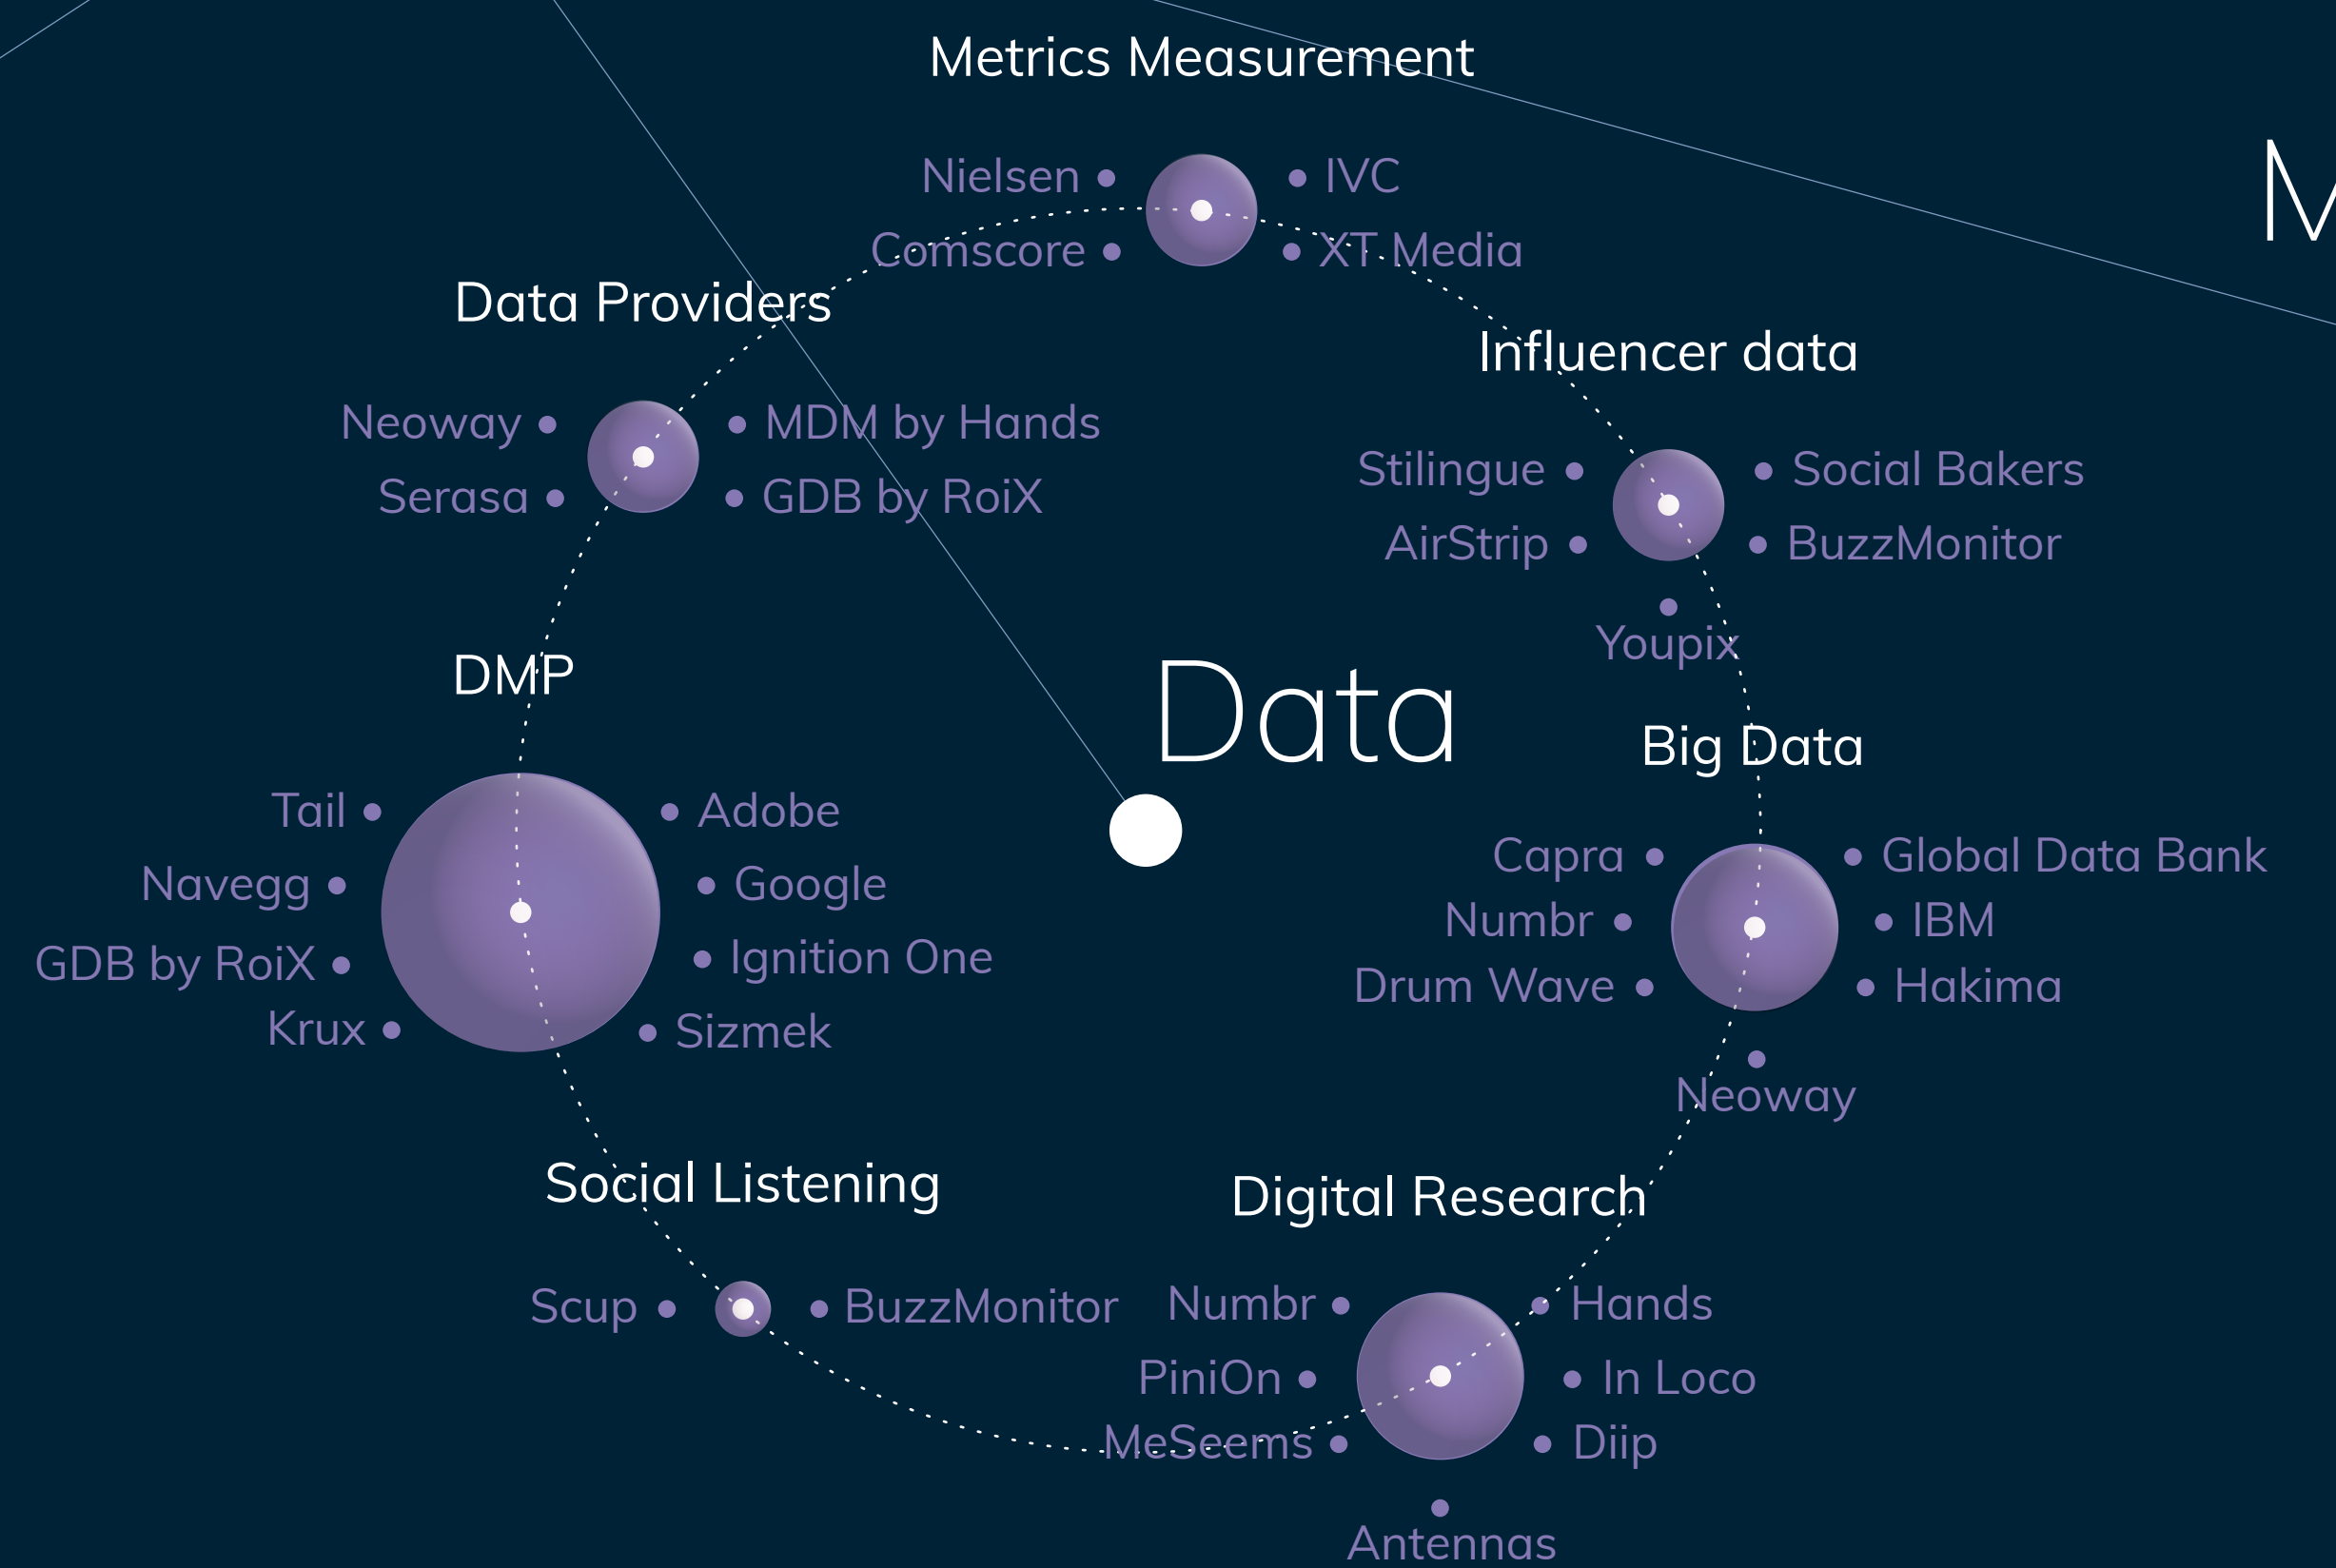 Metrics Measurement
Nielsen
IVC
Comscore
XT Media
Data Providers
Neoway
MDM by Hands
Serasa
GDB by RoiX
Influencer data
Stilingue
Social Bakers
AirStrip
BuzzMonitor
Youpix
M
Data
DMP
Tail
Adobe
Navegg
Google
GDB by RoiX
Ignition One
Krux
Sizmek
Big Data
Capra
Global Data Bank
Numbr
IBM
Drum Wave
Hakima
Neoway
Social Listening
Scup
BuzzMonitor
Digital Research
Numbr
Hands
PiniOn
In Loco
MeSeems
Diip
Antennas